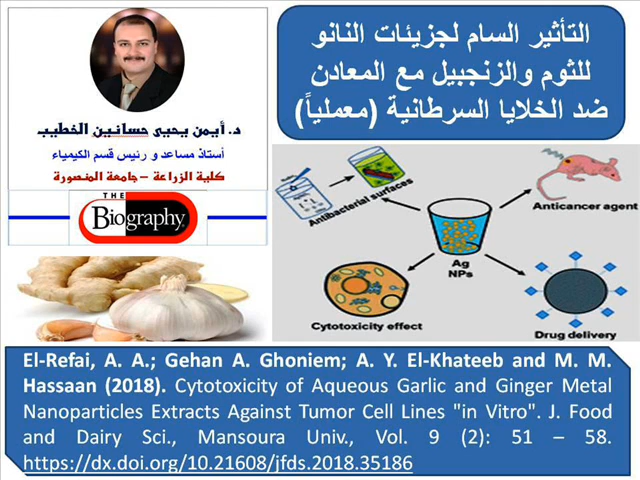 التأثير السام لجزيئات النانو
للثوم والزنجبيل مع المعادن
ضد الخلايا السرطانية (معملياً)
د. أيمن يحيى حسانين الخطيب
أستاذ مساعد و رئيس قسم الكيمياء
كلية الزراعة – جامعة المنصورة
THE
Biography
Antibacterial surfaces
Anticancer agent
Ag
NPs
Cytotoxicity effect
Drug delivery
El-Refai, A. A.; Gehan A. Ghoniem; A. Y. El-Khateeb and M. M.
Hassaan (2018). Cytotoxicity of Aqueous Garlic and Ginger Metal
Nanoparticles Extracts Against Tumor Cell Lines "in Vitro". J. Food
and Dairy Sci., Mansoura Univ., Vol. 9 (2): 51 – 58.
https://dx.doi.org/10.21608/jfds.2018.35186